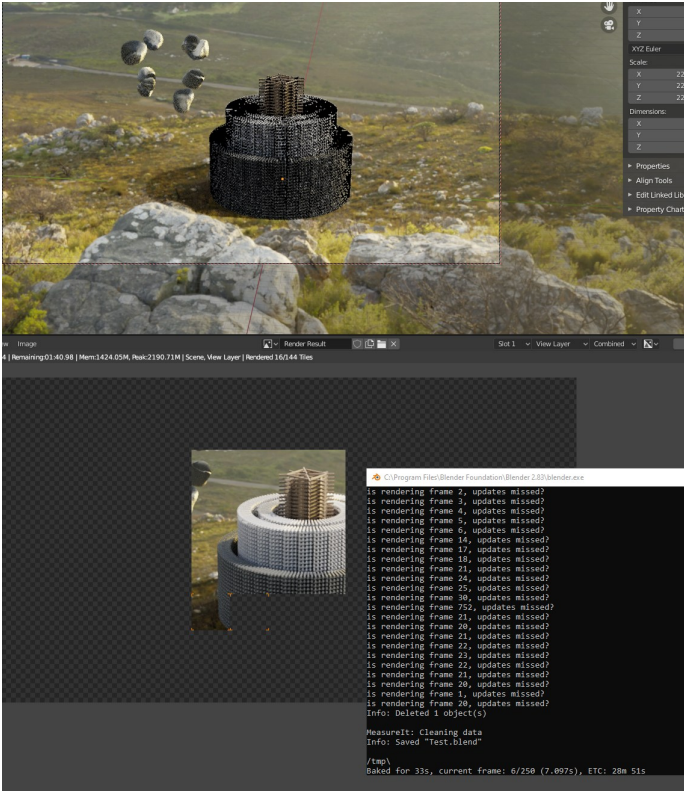 X
Y
Z
XYZ Euler
Scale:
X 22
Y 22
Z 22
Dimensions:
X
Y
Z
Properties
Align Tools
Edit Linked Lib
Property Chart
ew Image
Render Result
Slot 1
View Layer
Combined
4 | Remaining:01:40.98 | Mem:1424.05M, Peak:2190.71M | Scene, View Layer | Rendered 16/144 Tiles
C:\Program Files\Blender Foundation\Blender 2.83\blender.exe
is rendering frame 2, updates missed?
is rendering frame 3, updates missed?
is rendering frame 4, updates missed?
is rendering frame 5, updates missed?
is rendering frame 6, updates missed?
is rendering frame 14, updates missed?
is rendering frame 17, updates missed?
is rendering frame 18, updates missed?
is rendering frame 21, updates missed?
is rendering frame 24, updates missed?
is rendering frame 25, updates missed?
is rendering frame 30, updates missed?
is rendering frame 752, updates missed?
is rendering frame 21, updates missed?
is rendering frame 20, updates missed?
is rendering frame 21, updates missed?
is rendering frame 22, updates missed?
is rendering frame 23, updates missed?
is rendering frame 22, updates missed?
is rendering frame 21, updates missed?
is rendering frame 20, updates missed?
is rendering frame 1, updates missed?
is rendering frame 20, updates missed?
Info: Deleted 1 object(s)
MeasureIt: Cleaning data
Info: Saved "Test.blend"
/tmp\
Baked for 33s, current frame: 6/250 (7.097s), ETC: 28m 51s